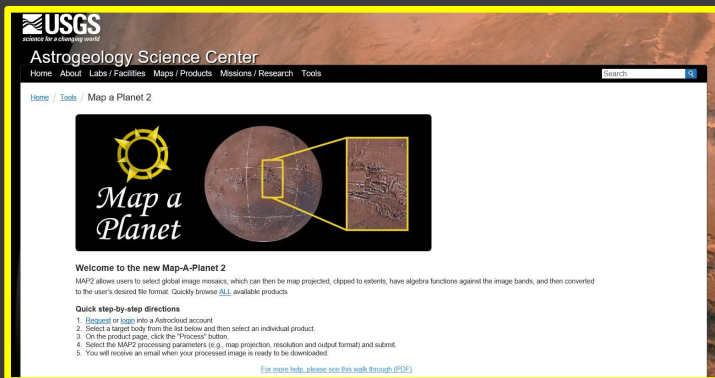 USGS
science for a changing world
Astrogeology Science Center
Home About Labs / Facilities Maps / Products Missions / Research Tools Search
Home / Tools / Map a Planet 2
Map a
Planet
Welcome to the new Map-A-Planet 2
MAP2 allows users to select global image mosaics, which can then be map projected, clipped to extents, have algebra functions against the image bands, and then converted
to the user's desired file format. Quickly browse ALL available products
Quick step-by-step directions
1. Request or login into a Astrocloud account
2. Select a target body from the list below and then select an individual product.
3. On the product page, click the "Process" button.
4. Select the MAP2 processing parameters (e.g., map projection, resolution and output format) and submit.
5. You will receive an email when your processed image is ready to be downloaded.
For more help, please see this walk through (PDF)